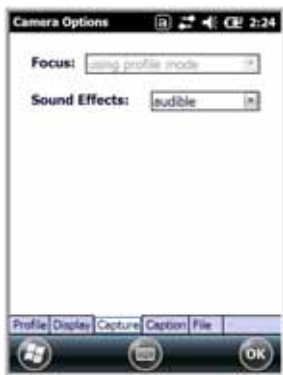 Camera Options 2:24
Focus: using profile mode
Sound Effects: audible
Profile Display Capture Caption File
OK